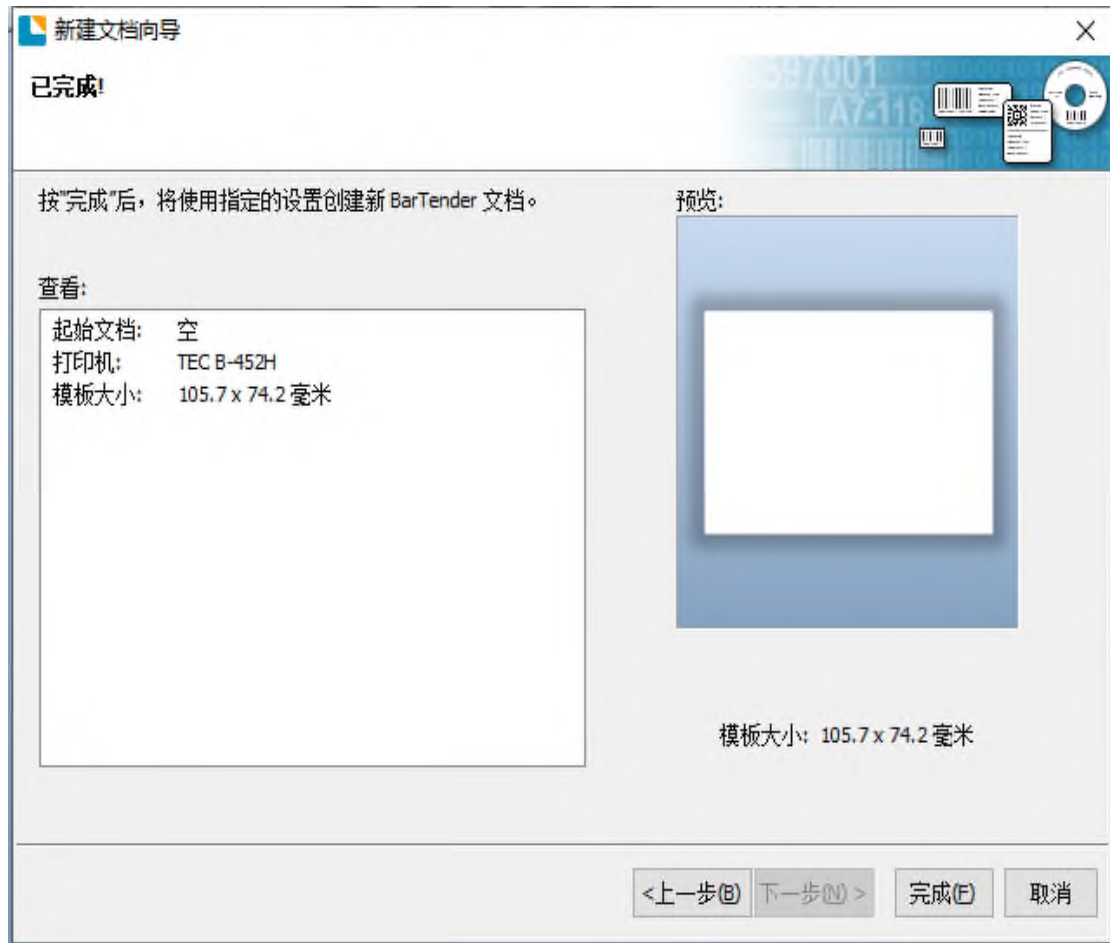 新建文档向导
已完成!
597001
A7-118
按"完成"后，将使用指定的设置创建新 BarTender 文档。
预览:
查看:
起始文档: 空
打印机: TEC B-452H
模板大小: 105.7 x 74.2 毫米
模板大小: 105.7 x 74.2 毫米
<上一步(B) 下一步(N) > 完成(F) 取消